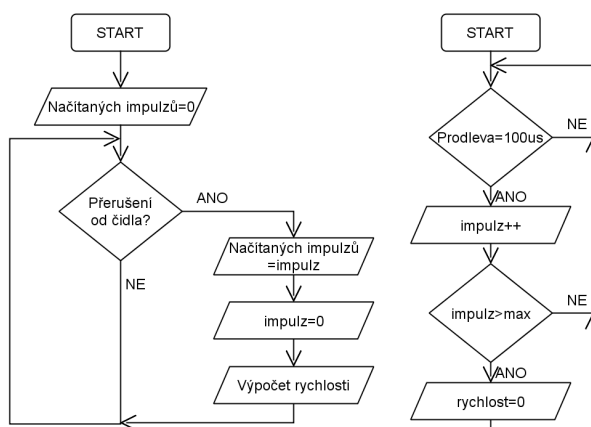 START
Načítaných impulzů=0
Přerušení
od čidla?
ANO
NE
Načítaných impulzů
=impulz
impulz=0
Výpočet rychlosti
START
Prodleva=100us
NE
ANO
impulz++
impulz>max
NE
ANO
rychlost=0